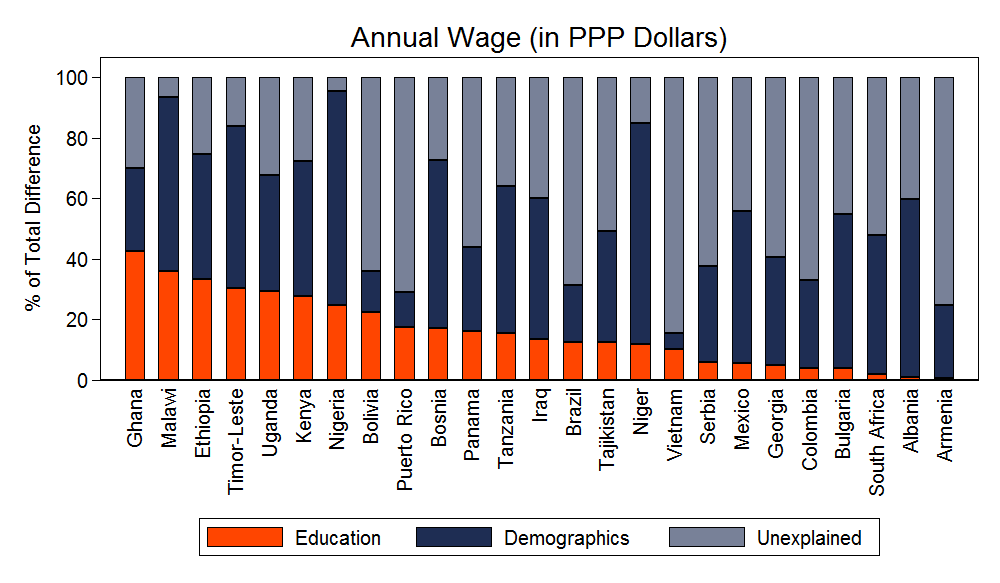 Annual Wage (in PPP Dollars)
% of Total Difference
100
80
60
40
20
0
Ghana
Malawi
Ethiopia
Timor-Leste
Uganda
Kenya
Nigeria
Bolivia
Puerto Rico
Bosnia
Panama
Tanzania
Iraq
Brazil
Tajikistan
Niger
Vietnam
Serbia
Mexico
Georgia
Colombia
Bulgaria
South Africa
Albania
Armenia
Education Demographics Unexplained